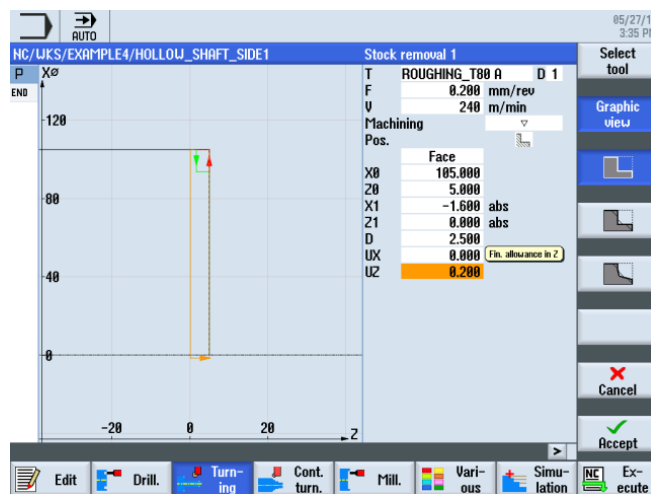 AUTO
05/27/1
3:35 P
NC/WKS/EXAMPLE4/HOLLOW_SHAFT_SIDE1
Stock removal 1
Select
tool
P
END
XØ
120
80
40
0
-20
0
20
Z
T ROUGHING_T80 A D 1
F 0.200 mm/rev
V 240 m/min
Machining ▽
Pos.
Face
X0 105.000
Z0 5.000
X1 -1.600 abs
Z1 0.000 abs
D 2.500
UX 0.000 Fin. allowance in Z
UZ 0.200
Graphic
view
Cancel
Accept
>
Edit
Drill.
Turn-
ing
Cont.
turn.
Mill.
Vari-
ous
Simu-
lation
NC Ex-
ecute